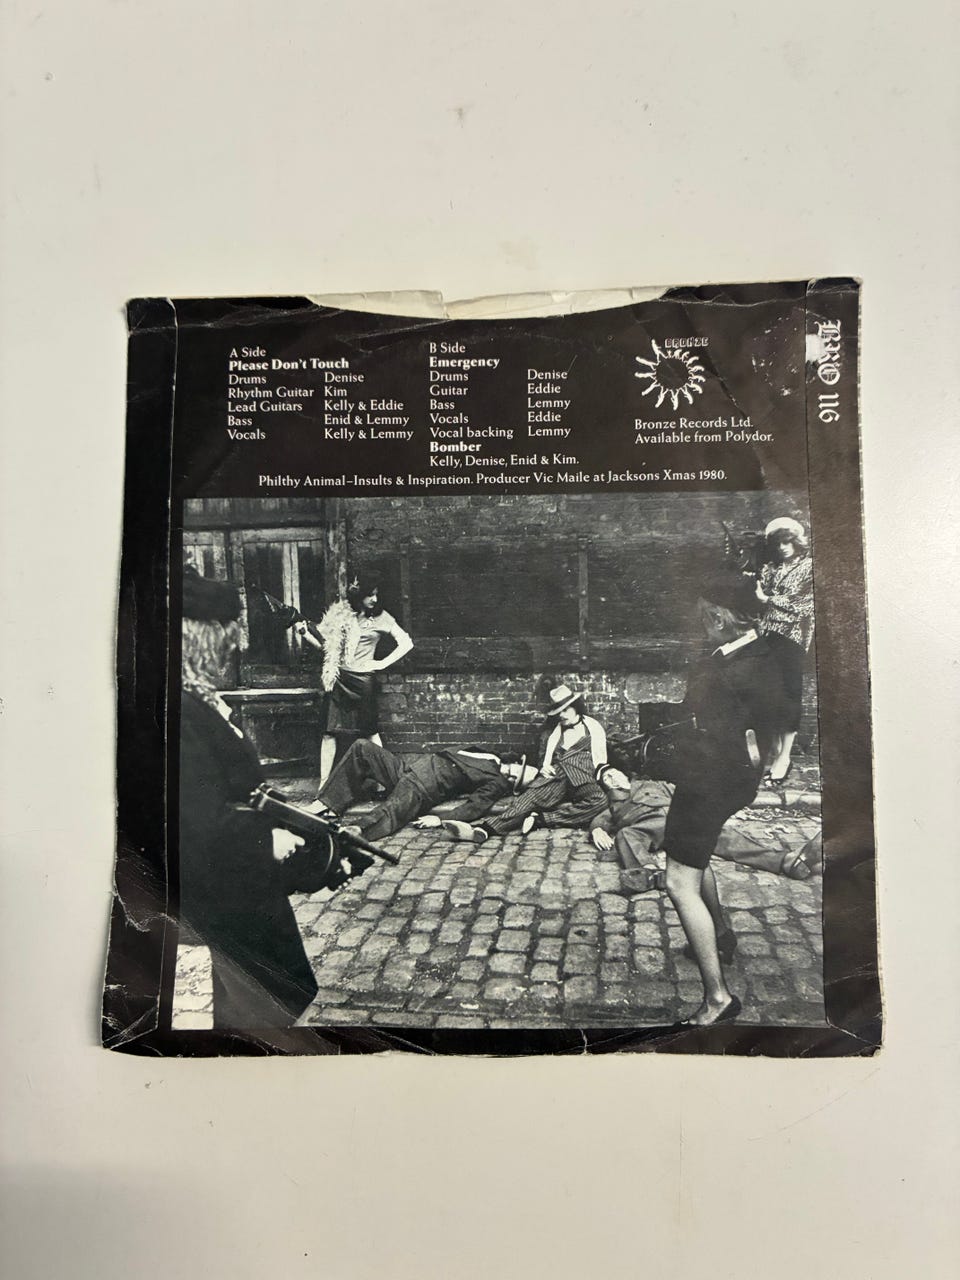 A Side
Please Don't Touch
Drums Denise
Rhythm Guitar Kim
Lead Guitars Kelly & Eddie
Bass Enid & Lemmy
Vocals Kelly & Lemmy
B Side
Emergency
Drums Denise
Guitar Eddie
Bass Lemmy
Vocals Eddie
Vocal backing Lemmy
Bomber
Kelly, Denise, Enid & Kim.
BRONZE
Bronze Records Ltd.
Available from Polydor.
Philthy Animal–Insults & Inspiration. Producer Vic Maile at Jacksons Xmas 1980.
BRO 116